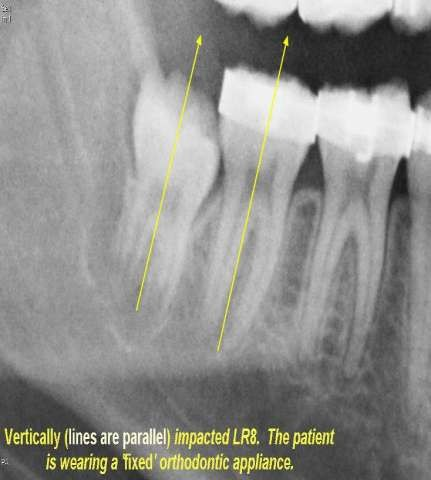 Vertically (lines are parallel) impacted LR8. The patient
is wearing a 'fixed' orthodontic appliance.